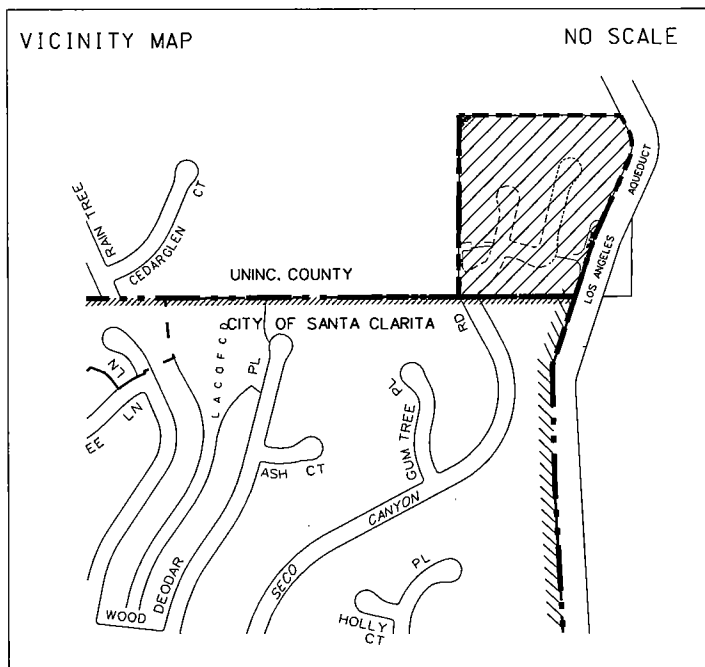 VICINITY MAP
NO SCALE
RAIN TREE
CEDARGLEN
CT
AQUEDUCT
LOS ANGELES
UNINC. COUNTY
CITY OF SANTA CLARITA
LACOFCD
RD
PL
LN
LN
EE
ASH CT
PL
GUM TREE
CANYON
SECO
DEODAR
WOOD
PL
HOLLY
CT